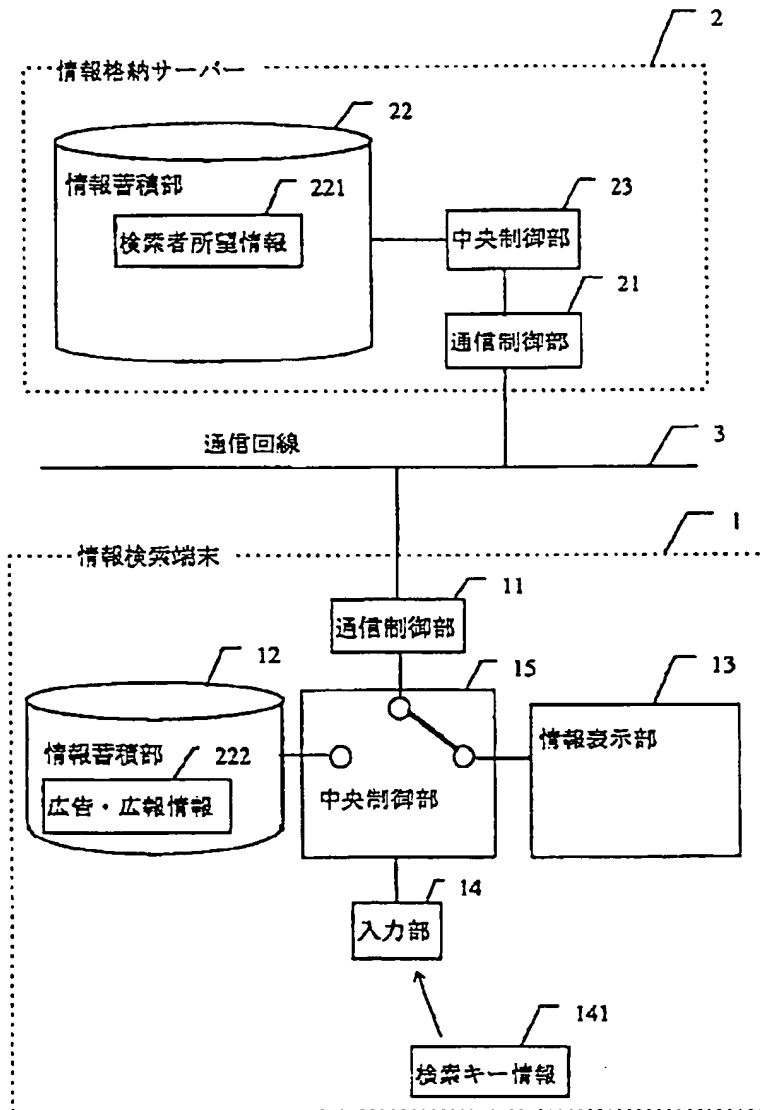 2
情報格納サーバー
22
情報蓄積部
221
検索者所望情報
23
中央制御部
21
通信制御部
通信回線
3
1
情報検索端末
11
通信制御部
12
15
13
情報蓄積部
222
広告・広報情報
中央制御部
情報表示部
14
入力部
141
検索キー情報